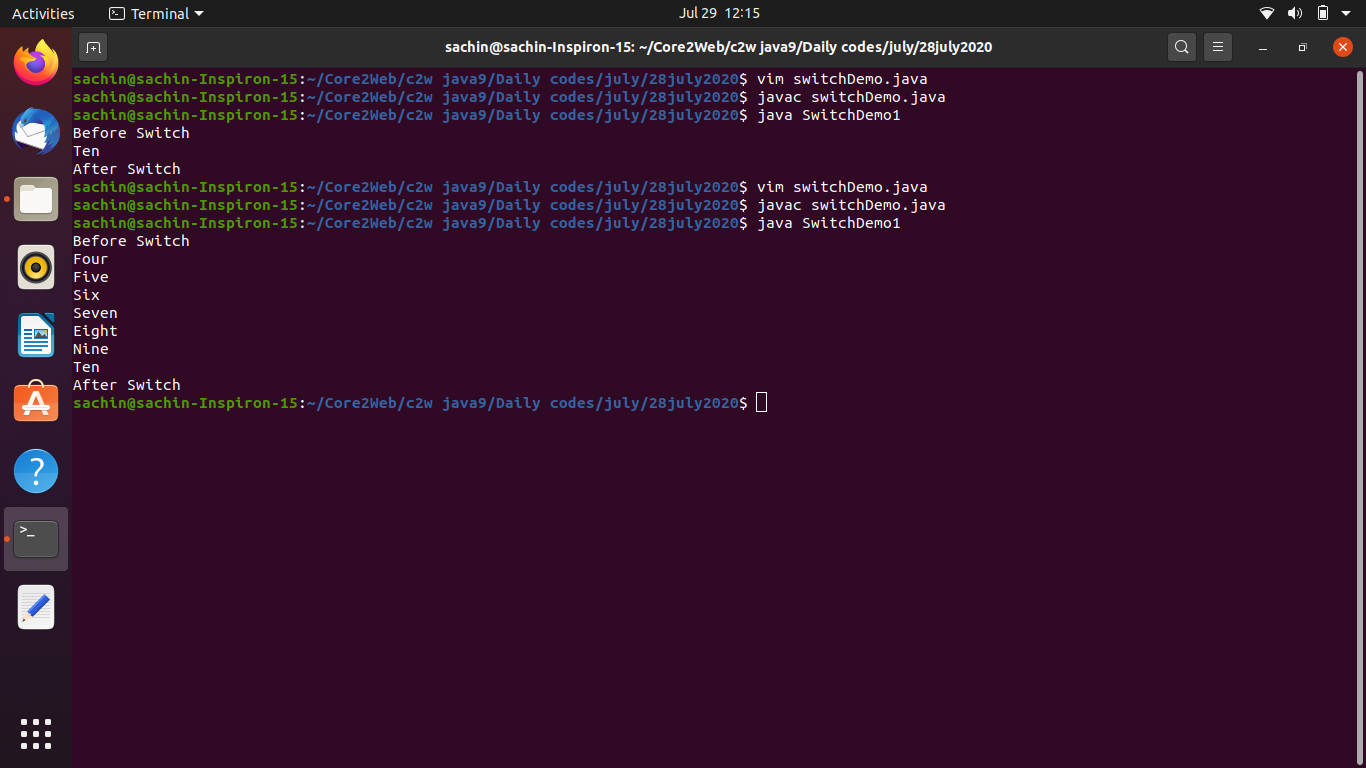 Activities
Terminal
Jul 29 12:15
sachin@sachin-Inspiron-15: ~/Core2Web/c2w java9/Daily codes/july/28july2020
sachin@sachin-Inspiron-15:~/Core2Web/c2w java9/Daily codes/july/28july2020$ vim switchDemo.java
sachin@sachin-Inspiron-15:~/Core2Web/c2w java9/Daily codes/july/28july2020$ javac switchDemo.java
sachin@sachin-Inspiron-15:~/Core2Web/c2w java9/Daily codes/july/28july2020$ java SwitchDemo1
Before Switch
Ten
After Switch
sachin@sachin-Inspiron-15:~/Core2Web/c2w java9/Daily codes/july/28july2020$ vim switchDemo.java
sachin@sachin-Inspiron-15:~/Core2Web/c2w java9/Daily codes/july/28july2020$ javac switchDemo.java
sachin@sachin-Inspiron-15:~/Core2Web/c2w java9/Daily codes/july/28july2020$ java SwitchDemo1
Before Switch
Four
Five
Six
Seven
Eight
Nine
Ten
After Switch
sachin@sachin-Inspiron-15:~/Core2Web/c2w java9/Daily codes/july/28july2020$